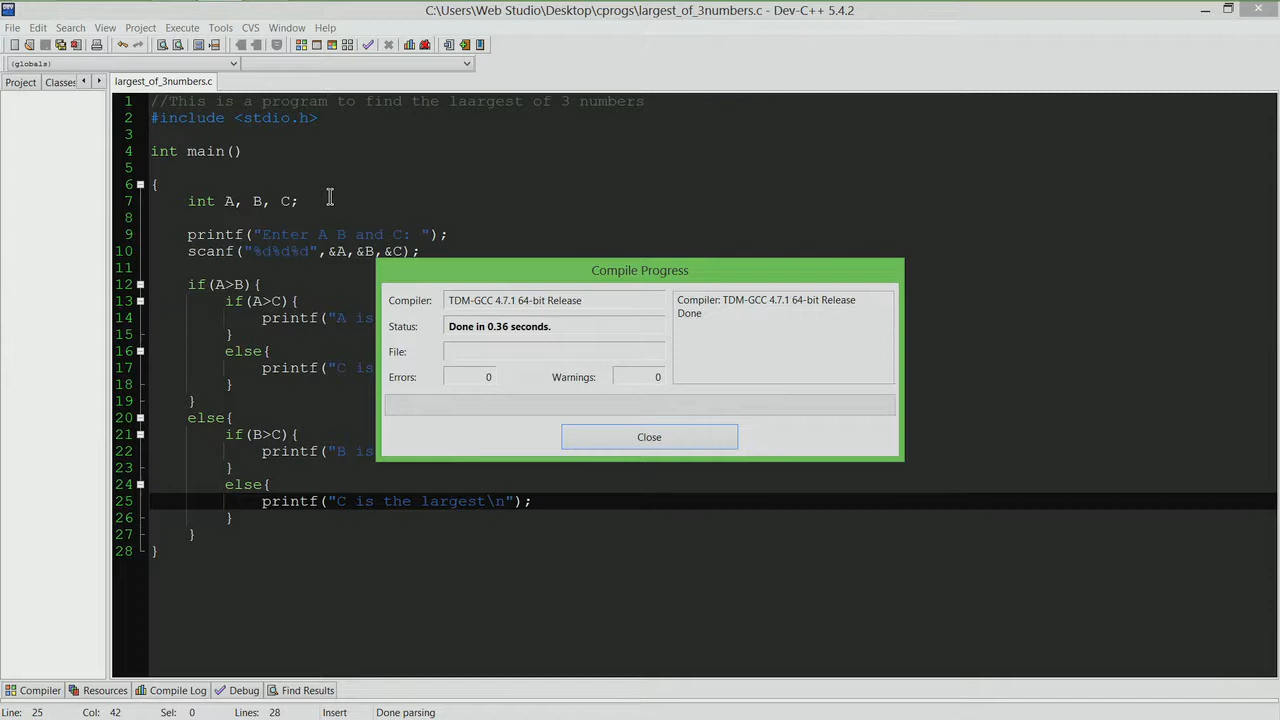 C:\Users\Web Studio\Desktop\cprogs\largest_of_3numbers.c - Dev-C++ 5.4.2
File Edit Search View Project Execute Tools CVS Window Help
(globals)
Project Classes largest_of_3numbers.c
1 //This is a program to find the laargest of 3 numbers
2 #include <stdio.h>
3
4 int main()
5
6 {
7 int A, B, C;
8
9 printf("Enter A B and C: ");
10 scanf("%d%d%d",&A,&B,&C);
11
12 if(A>B){
13 if(A>C){
14 printf("A is
15 }
16 else{
17 printf("C is
18 }
19 }
20 else{
21 if(B>C){
22 printf("B is
23 }
24 else{
25 printf("C is the largest\n");
26 }
27 }
28 }
Compile Progress
Compiler: TDM-GCC 4.7.1 64-bit Release
Status: Done in 0.36 seconds.
File:
Errors: 0 Warnings: 0
Compiler: TDM-GCC 4.7.1 64-bit Release
Done
Close
Compiler Resources Compile Log Debug Find Results
Line: 25 Col: 42 Sel: 0 Lines: 28 Insert Done parsing